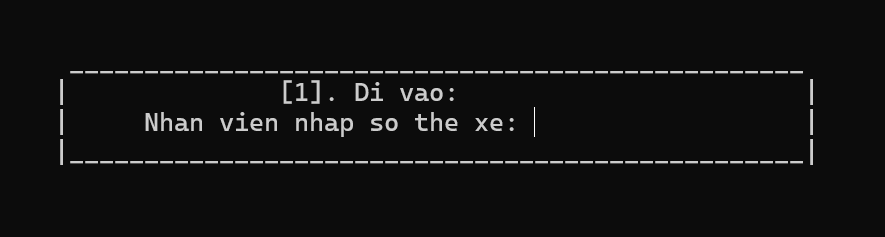 [1]. Di vao:
Nhan vien nhap so the xe: